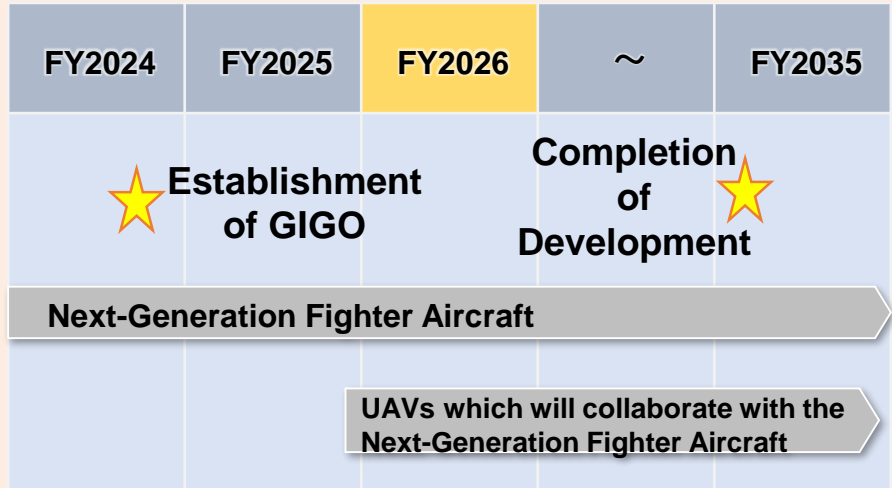 FY2024 FY2025 FY2026 ～ FY2035
Establishment
of GIGO
Completion
of
Development
Next-Generation Fighter Aircraft
UAVs which will collaborate with the
Next-Generation Fighter Aircraft